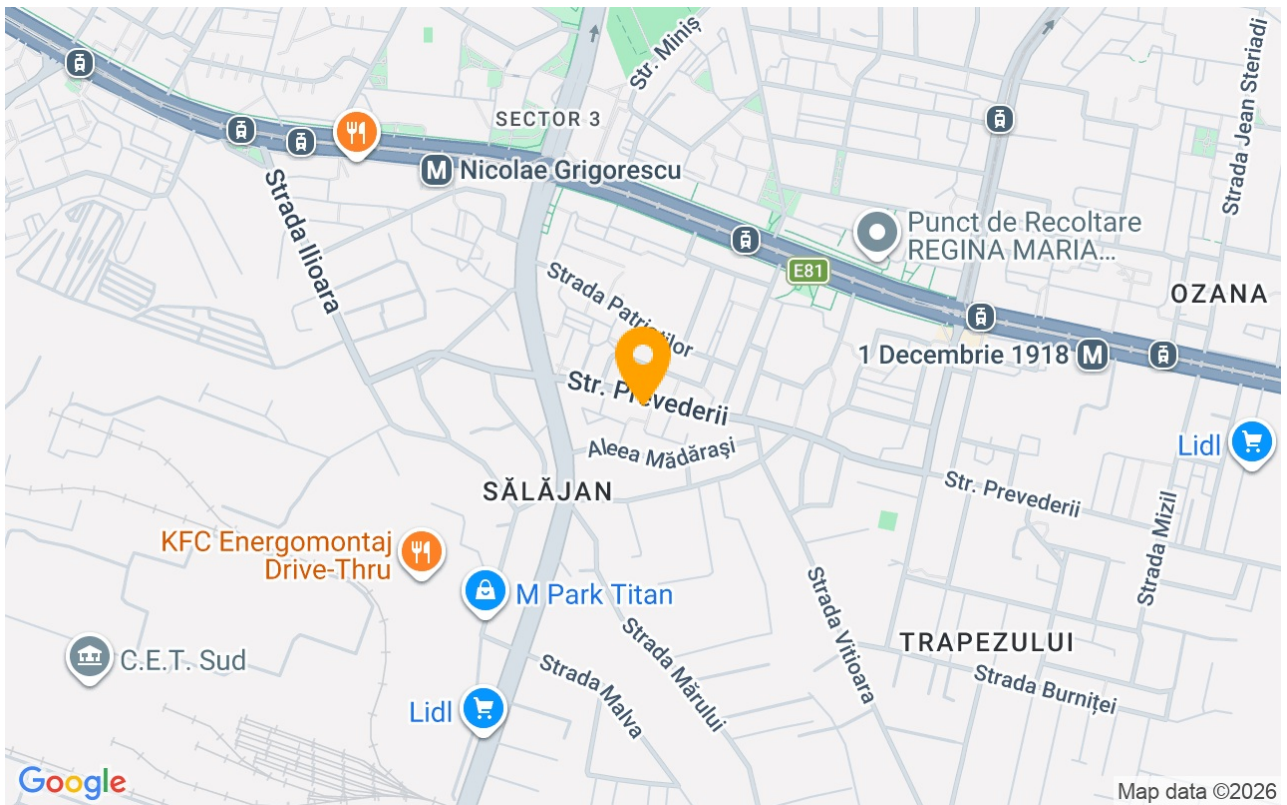 Str. Miniș
Strada Jean Steriadi
SECTOR 3
M Nicolae Grigorescu
Strada Ilioara
Punct de Recoltare
REGINA MARIA...
E81
OZANA
Strada Patrioților
1 Decembrie 1918 M
Str. Prevederii
Lidl
Aleea Mădărași
SĂLĂJAN
Str. Prevederii
Strada Mizil
KFC Energomontaj
Drive-Thru
M Park Titan
Strada Vitioara
TRAPEZULUI
C.E.T. Sud
Strada Mărului
Strada Burniței
Strada Malva
Lidl
Google
Map data ©2026